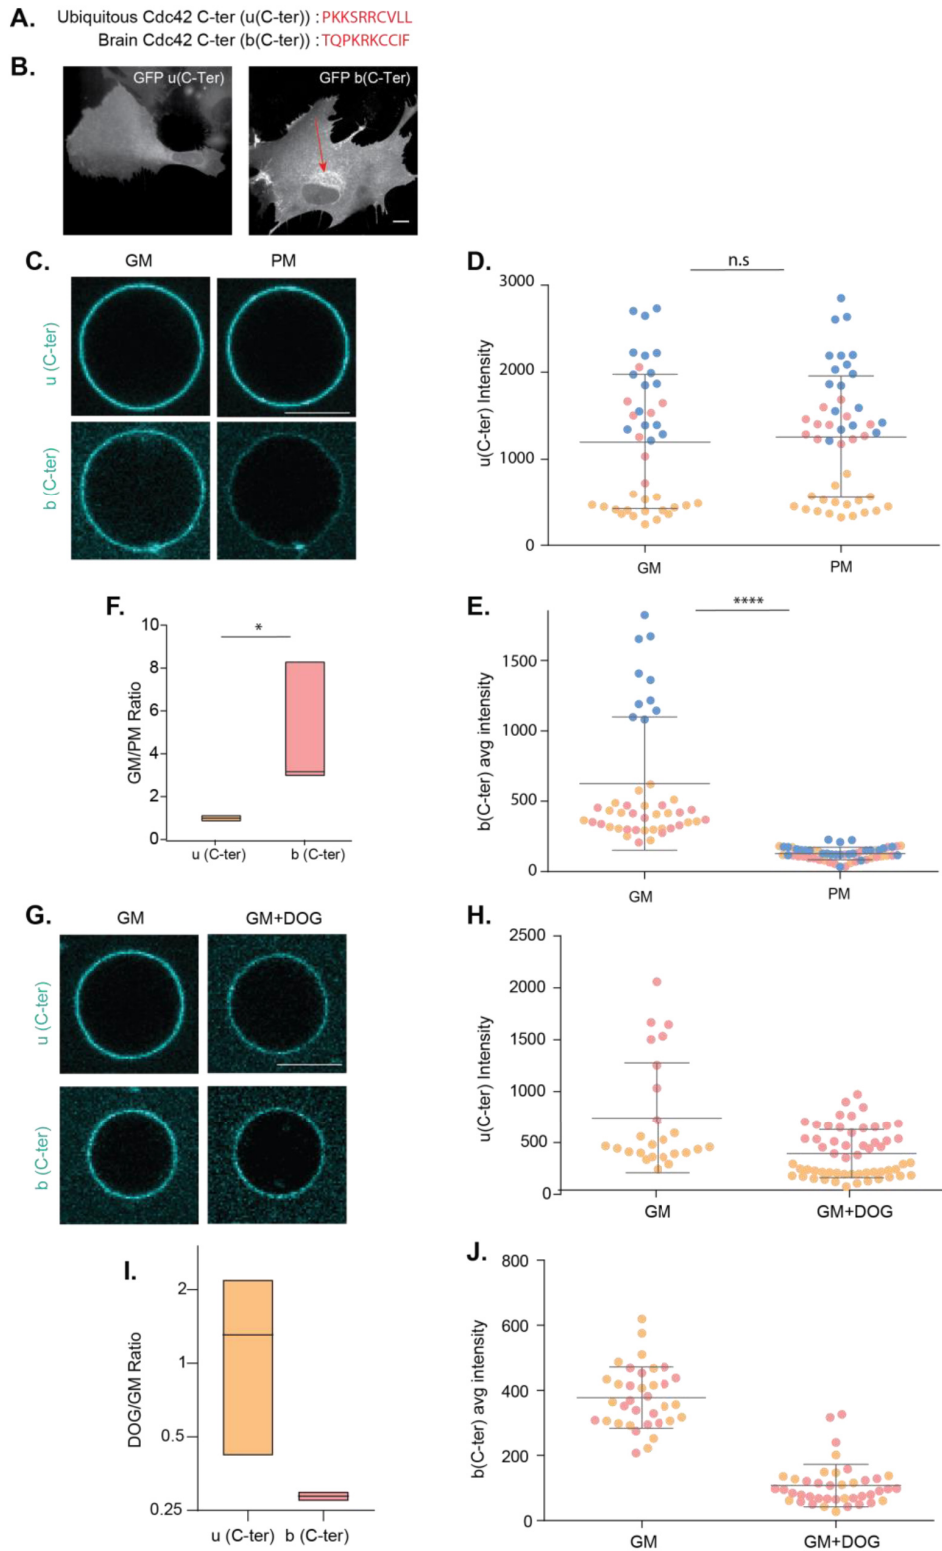 A.
Ubiquitous Cdc42 C-ter (u(C-ter)) : PKKSRRCVLL
Brain Cdc42 C-ter (b(C-ter)) : TQPKRKCCIF
B.
GFP u(C-Ter)
GFP b(C-Ter)
C.
GM PM
u (C-ter)
b (C-ter)
D.
n.s
3000
2000
1000
0
u(C-ter) Intensity
GM PM
F.
*
10
8
6
4
2
0
GM/PM Ratio
u (C-ter) b (C-ter)
E.
****
1500
1000
500
0
b(C-ter) avg intensity
GM PM
G.
GM GM+DOG
u (C-ter)
b (C-ter)
H.
2500
2000
1500
1000
500
0
u(C-ter) Intensity
GM GM+DOG
I.
2
1
0.5
0.25
DOG/GM Ratio
u (C-ter) b (C-ter)
J.
800
600
400
200
0
b(C-ter) avg intensity
GM GM+DOG